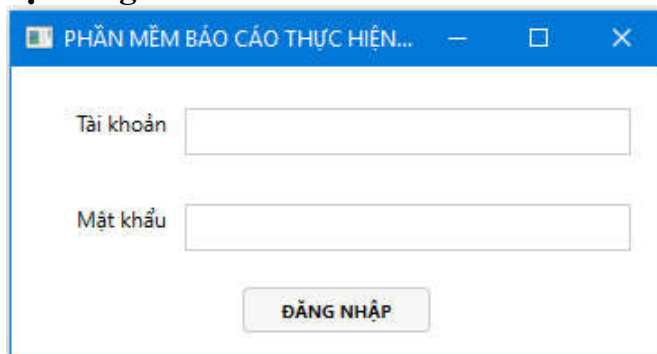 PHẦN MỀM BÁO CÁO THỰC HIỆN...
Tài khoản
Mật khẩu
ĐĂNG NHẬP